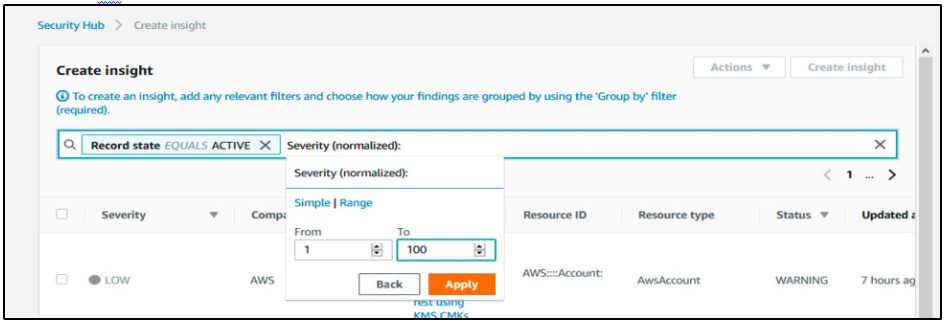 Security Hub > Create insight
Create insight
Actions ▼
Create insight
To create an insight, add any relevant filters and choose how your findings are grouped by using the 'Group by' filter
(required).
Record state EQUALS ACTIVE X Severity (normalized): X
Severity (normalized):
< 1 ... >
Simple | Range
Severity ▼ Compa Resource ID Resource type Status ▼ Updated a
From To
1 100
LOW AWS AWS::::Account: AwsAccount WARNING 7 hours ag
Back Apply
rest using
KMS CMKs